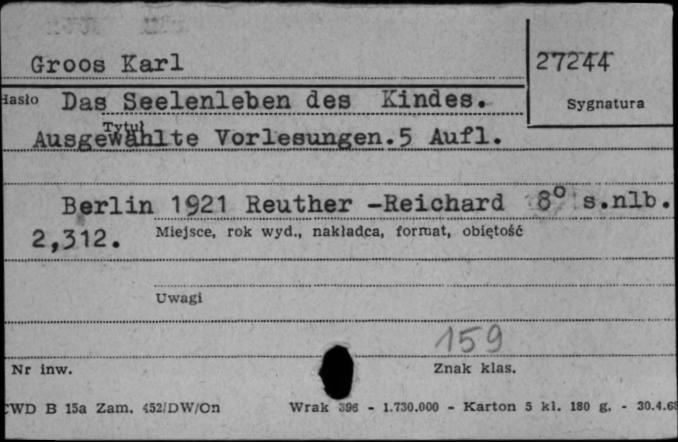 Groos Karl
27244
Hasło Das Seelenleben des Kindes.
Sygnatura
Tytuł
Ausgewählte Vorlesungen.5 Aufl.
Berlin 1921 Reuther -Reichard 8° s.nlb.
2,312.
Miejsce, rok wyd., nakładca, format, objętość
Uwagi
159
Nr inw.
Znak klas.
CWD B 15a Zam. 452/DW/On Wrak 396 - 1.730.000 - Karton 5 kl. 180 g. - 30.4.68